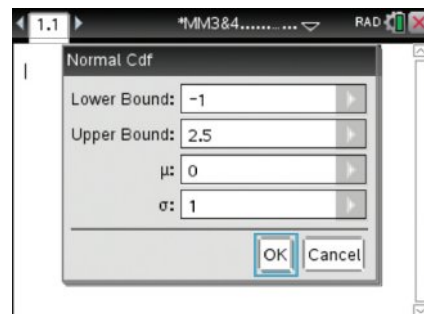 1.1 *MM3&4...... ... RAD
Normal Cdf
Lower Bound: -1
Upper Bound: 2.5
μ: 0
σ: 1
OK Cancel